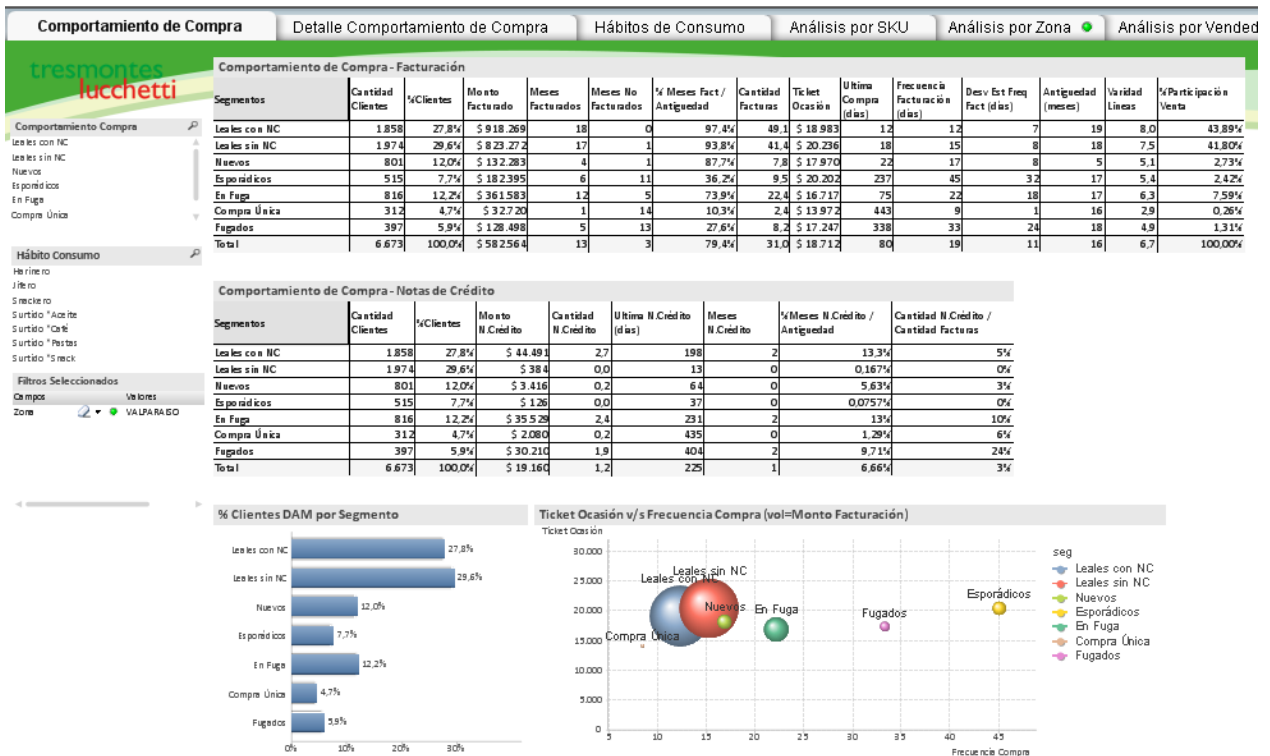 Comportamiento de Compra Detalle Comportamiento de Compra Hábitos de Consumo Análisis por SKU Análisis por Zona Análisis por Vended
tresmontes
lucchetti
Comportamiento Compra
Leales con NC
Leales sin NC
Nuevos
Esporádicos
En Fuga
Compra Única
Hábito Consumo
Harinero
Jitero
Snackero
Surtido "Aceite
Surtido "Café
Surtido "Pastas
Surtido "Snack
Filtros Seleccionados
Campos Valores
Zona VALPARAISO
Comportamiento de Compra - Facturación
Segmentos Cantidad Clientes %Clientes Monto Facturado Meses Facturados Meses No Facturados % Meses Fact / Antiguedad Cantidad Facturas Ticket Ocasión Ultima Compra (días) Frecuencia Facturación (días) Desv Est Freq Fact (días) Antiguedad (meses) Varidad Lineas %Participación Venta
Leales con NC 1.858 27,8% $ 918.269 18 0 97,4% 49,1 $ 18.983 12 12 7 19 8,0 43,89%
Leales sin NC 1.974 29,6% $ 823.272 17 1 93,8% 41,4 $ 20.236 18 15 8 18 7,5 41,80%
Nuevos 801 12,0% $ 132.283 4 1 87,7% 7,8 $ 17.970 22 17 8 5 5,1 2,73%
Esporádicos 515 7,7% $ 182.395 6 11 36,2% 9,5 $ 20.202 237 45 32 17 5,4 2,42%
En Fuga 816 12,2% $ 361.583 12 5 73,9% 22,4 $ 16.717 75 22 18 17 6,3 7,59%
Compra Única 312 4,7% $ 32.720 1 14 10,3% 2,4 $ 13.972 443 9 1 16 2,9 0,26%
Fugados 397 5,9% $ 128.498 5 13 27,6% 8,2 $ 17.247 338 33 24 18 4,9 1,31%
Total 6.673 100,0% $ 582.564 13 3 79,4% 31,0 $ 18.712 80 19 11 16 6,7 100,00%
Comportamiento de Compra - Notas de Crédito
Segmentos Cantidad Clientes %Clientes Monto N.Crédito Cantidad N.Crédito Ultima N.Crédito (días) Meses N.Crédito %Meses N.Crédito / Antiguedad Cantidad N.Crédito / Cantidad Facturas
Leales con NC 1.858 27,8% $ 44.491 2,7 198 2 13,3% 5%
Leales sin NC 1.974 29,6% $ 384 0,0 13 0 0,167% 0%
Nuevos 801 12,0% $ 3.416 0,2 64 0 5,63% 3%
Esporádicos 515 7,7% $ 126 0,0 37 0 0,0757% 0%
En Fuga 816 12,2% $ 35.529 2,4 231 2 13% 10%
Compra Única 312 4,7% $ 2.080 0,2 435 0 1,29% 6%
Fugados 397 5,9% $ 30.210 1,9 404 2 9,71% 24%
Total 6.673 100,0% $ 19.160 1,2 225 1 6,66% 3%
% Clientes DAM por Segmento
Leales con NC 27,8%
Leales sin NC 29,6%
Nuevos 12,0%
Esporádicos 7,7%
En Fuga 12,2%
Compra Única 4,7%
Fugados 5,9%
0% 10% 20% 30%
Ticket Ocasión v/s Frecuencia Compra (vol=Monto Facturación)
Ticket Ocasión
30.000
25.000
20.000
15.000
10.000
5.000
0
Leales sin NC
Leales con NC
Nuevos
En Fuga
Fugados
Esporádicos
Compra Única
5 10 15 20 25 30 35 40 45
Frecuencia Compra
seg
Leales con NC
Leales sin NC
Nuevos
Esporádicos
En Fuga
Compra Única
Fugados